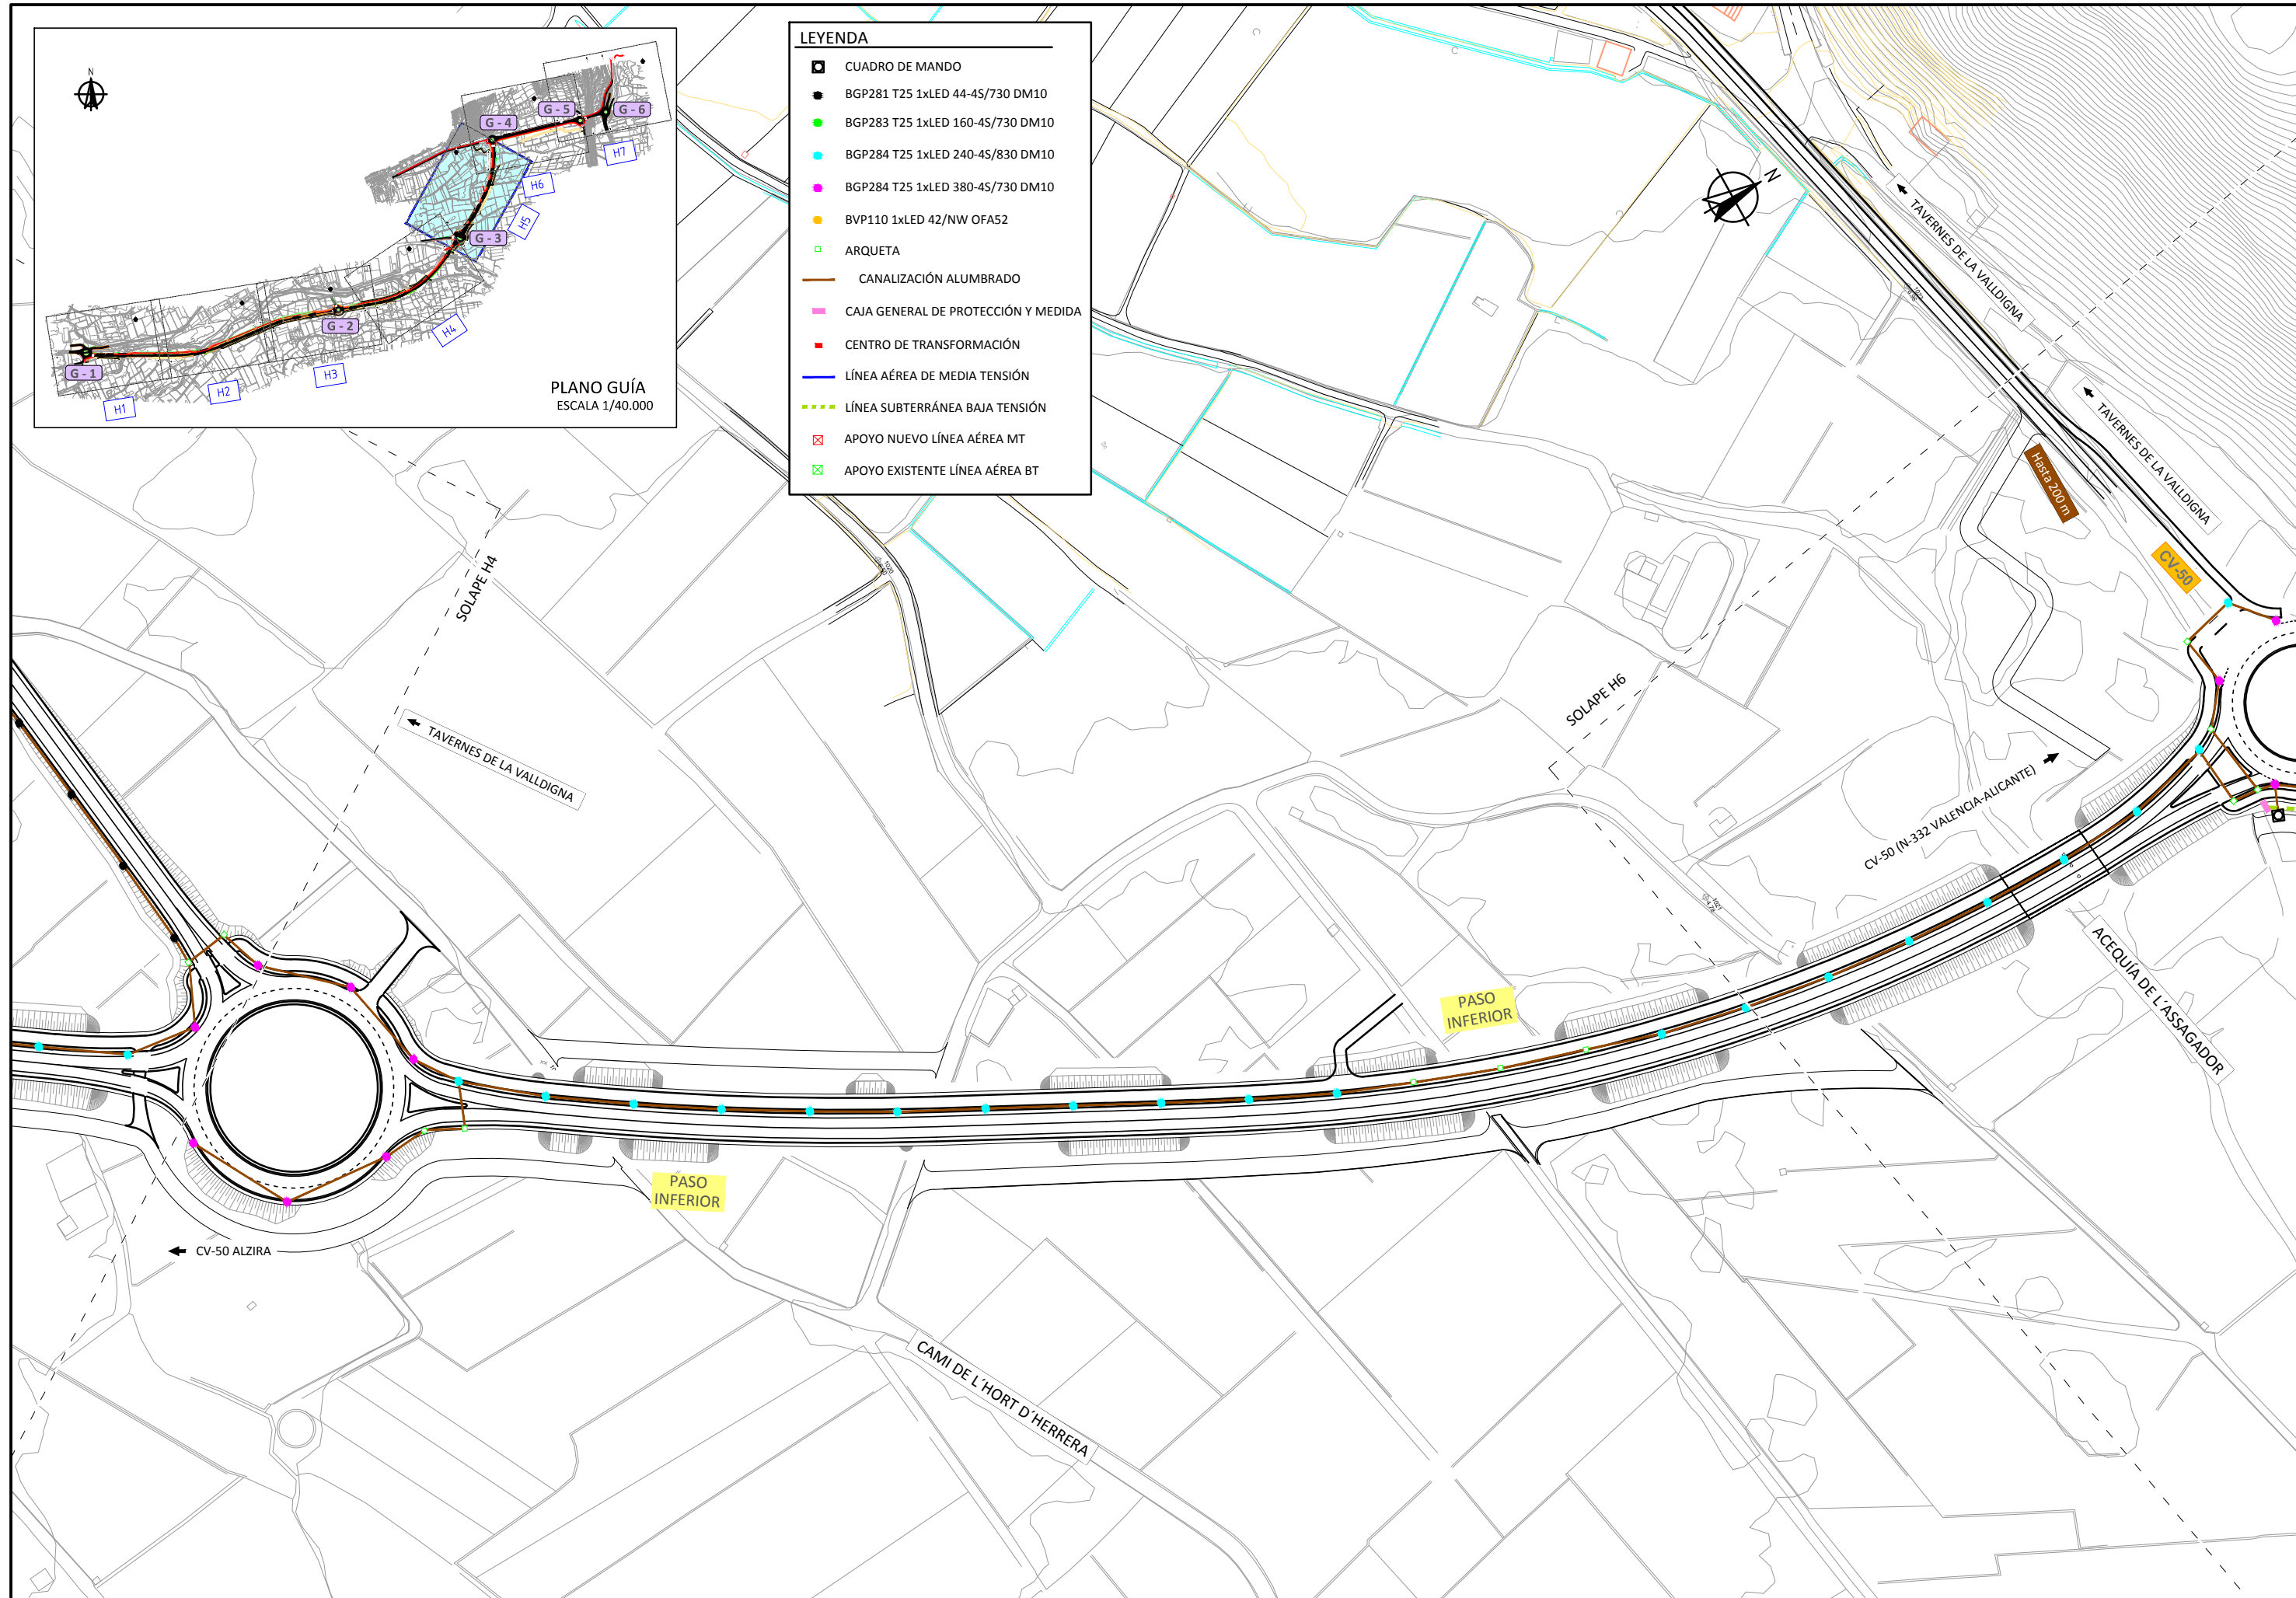 N
G - 1
G - 2
G - 3
G - 4
G - 5
G - 6
H1
H2
H3
H4
H5
H6
H7
PLANO GUÍA
ESCALA 1/40.000
LEYENDA
CUADRO DE MANDO
BGP281 T25 1xLED 44-4S/730 DM10
BGP283 T25 1xLED 160-4S/730 DM10
BGP284 T25 1xLED 240-4S/830 DM10
BGP284 T25 1xLED 380-4S/730 DM10
BVP110 1xLED 42/NW OFA52
ARQUETA
CANALIZACIÓN ALUMBRADO
CAJA GENERAL DE PROTECCIÓN Y MEDIDA
CENTRO DE TRANSFORMACIÓN
LÍNEA AÉREA DE MEDIA TENSIÓN
LÍNEA SUBTERRÁNEA BAJA TENSIÓN
APOYO NUEVO LÍNEA AÉREA MT
APOYO EXISTENTE LÍNEA AÉREA BT
N
TAVERNES DE LA VALLDIGNA
TAVERNES DE LA VALLDIGNA
Hasta 200 m
CV-50
SOLAPE H4
TAVERNES DE LA VALLDIGNA
SOLAPE H6
CV-50 (N-332 VALENCIA-ALICANTE)
ACEQUÍA DE L´ASSAGADOR
PASO
INFERIOR
PASO
INFERIOR
CV-50 ALZIRA
CAMI DE L´HORT D´HERRERA